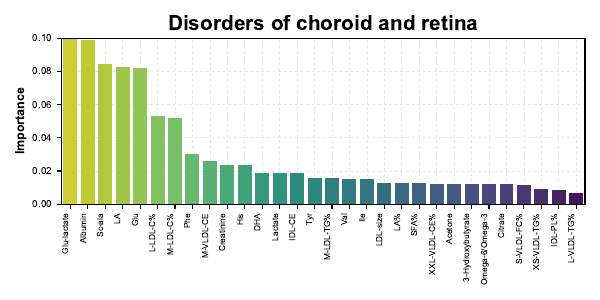 Disorders of choroid and retina
Importance
0.10
0.08
0.06
0.04
0.02
0.00
Glu-lactate
Albumin
LA
Glu
L-LDL-C%
M-LDL-C%
Phe
M-VLDL-CE
Creatinine
His
DHA
Lactate
IDL-CE
Tyr
M-LDL-TG%
Val
Ile
LDL-size
LA%
SFA%
XXL-VLDL-CE%
Acetone
3-Hydroxybutyrate
Omega-6/Omega-3
Citrate
S-VLDL-FC%
XS-VLDL-TG%
IDL-PL%
L-VLDL-TG%